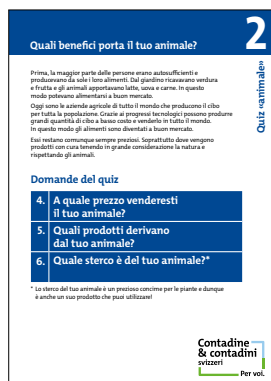 Quali benefici porta il tuo animale?
2
Quiz «animale»
Prima, la maggior parte delle persone erano autosufficienti e
producevano da sole i loro alimenti. Dal giardino ricavavano verdura
e frutta e gli animali apportavano latte, uova e carne. In questo
modo potevano alimentarsi a buon mercato.
Oggi sono le aziende agricole di tutto il mondo che producono il cibo
per tutta la popolazione. Grazie ai progressi tecnologici possono produrre
grandi quantità di cibo a basso costo e venderlo in tutto il mondo.
In questo modo gli alimenti sono diventati a buon mercato.
Essi restano comunque sempre preziosi. Soprattutto dove vengono
prodotti con cura tenendo in grande considerazione la natura e
rispettando gli animali.
Domande del quiz
4. A quale prezzo venderesti
il tuo animale?
5. Quali prodotti derivano
dal tuo animale?
6. Quale sterco è del tuo animale?*
* Lo sterco del tuo animale è un prezioso concime per le piante e dunque
è anche un suo prodotto che puoi utilizzare!
Contadine
& contadini
svizzeri
Per voi.